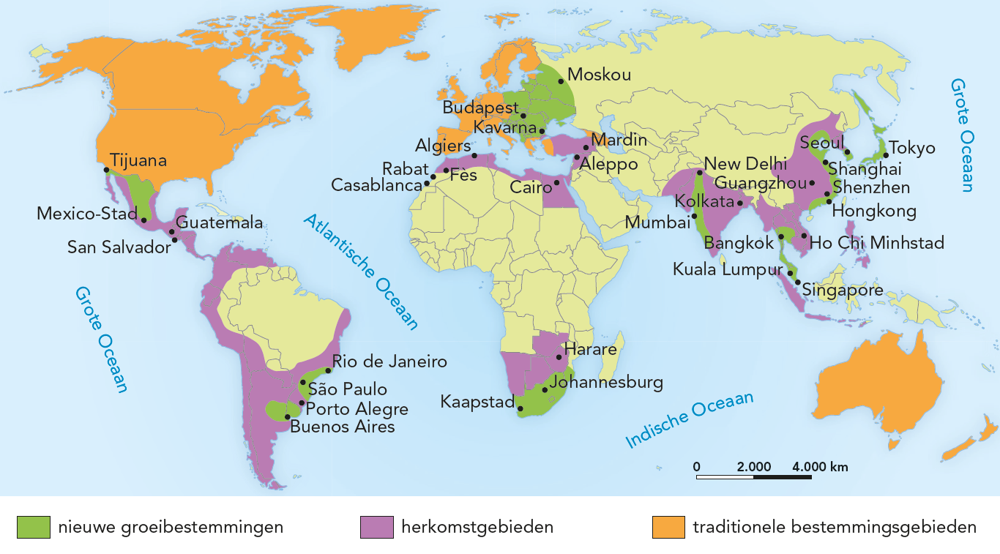 Moskou
Grote Oceaan
Budapest
Kavarna
Mardin
Algiers
Seoul
Tokyo
Tijuana
Rabat
Fès
Aleppo
New Delhi
Shanghai
Casablanca
Cairo
Guangzhou
Shenzhen
Kolkata
Mexico-Stad
Guatemala
Atlantische Oceaan
Mumbai
Hongkong
San Salvador
Bangkok
Ho Chi Minhstad
Kuala Lumpur
Singapore
Grote Oceaan
Harare
Rio de Janeiro
São Paulo
Johannesburg
Kaapstad
Porto Alegre
Buenos Aires
Indische Oceaan
0 2.000 4.000 km
nieuwe groeibestemmingen
herkomstgebieden
traditionele bestemmingsgebieden